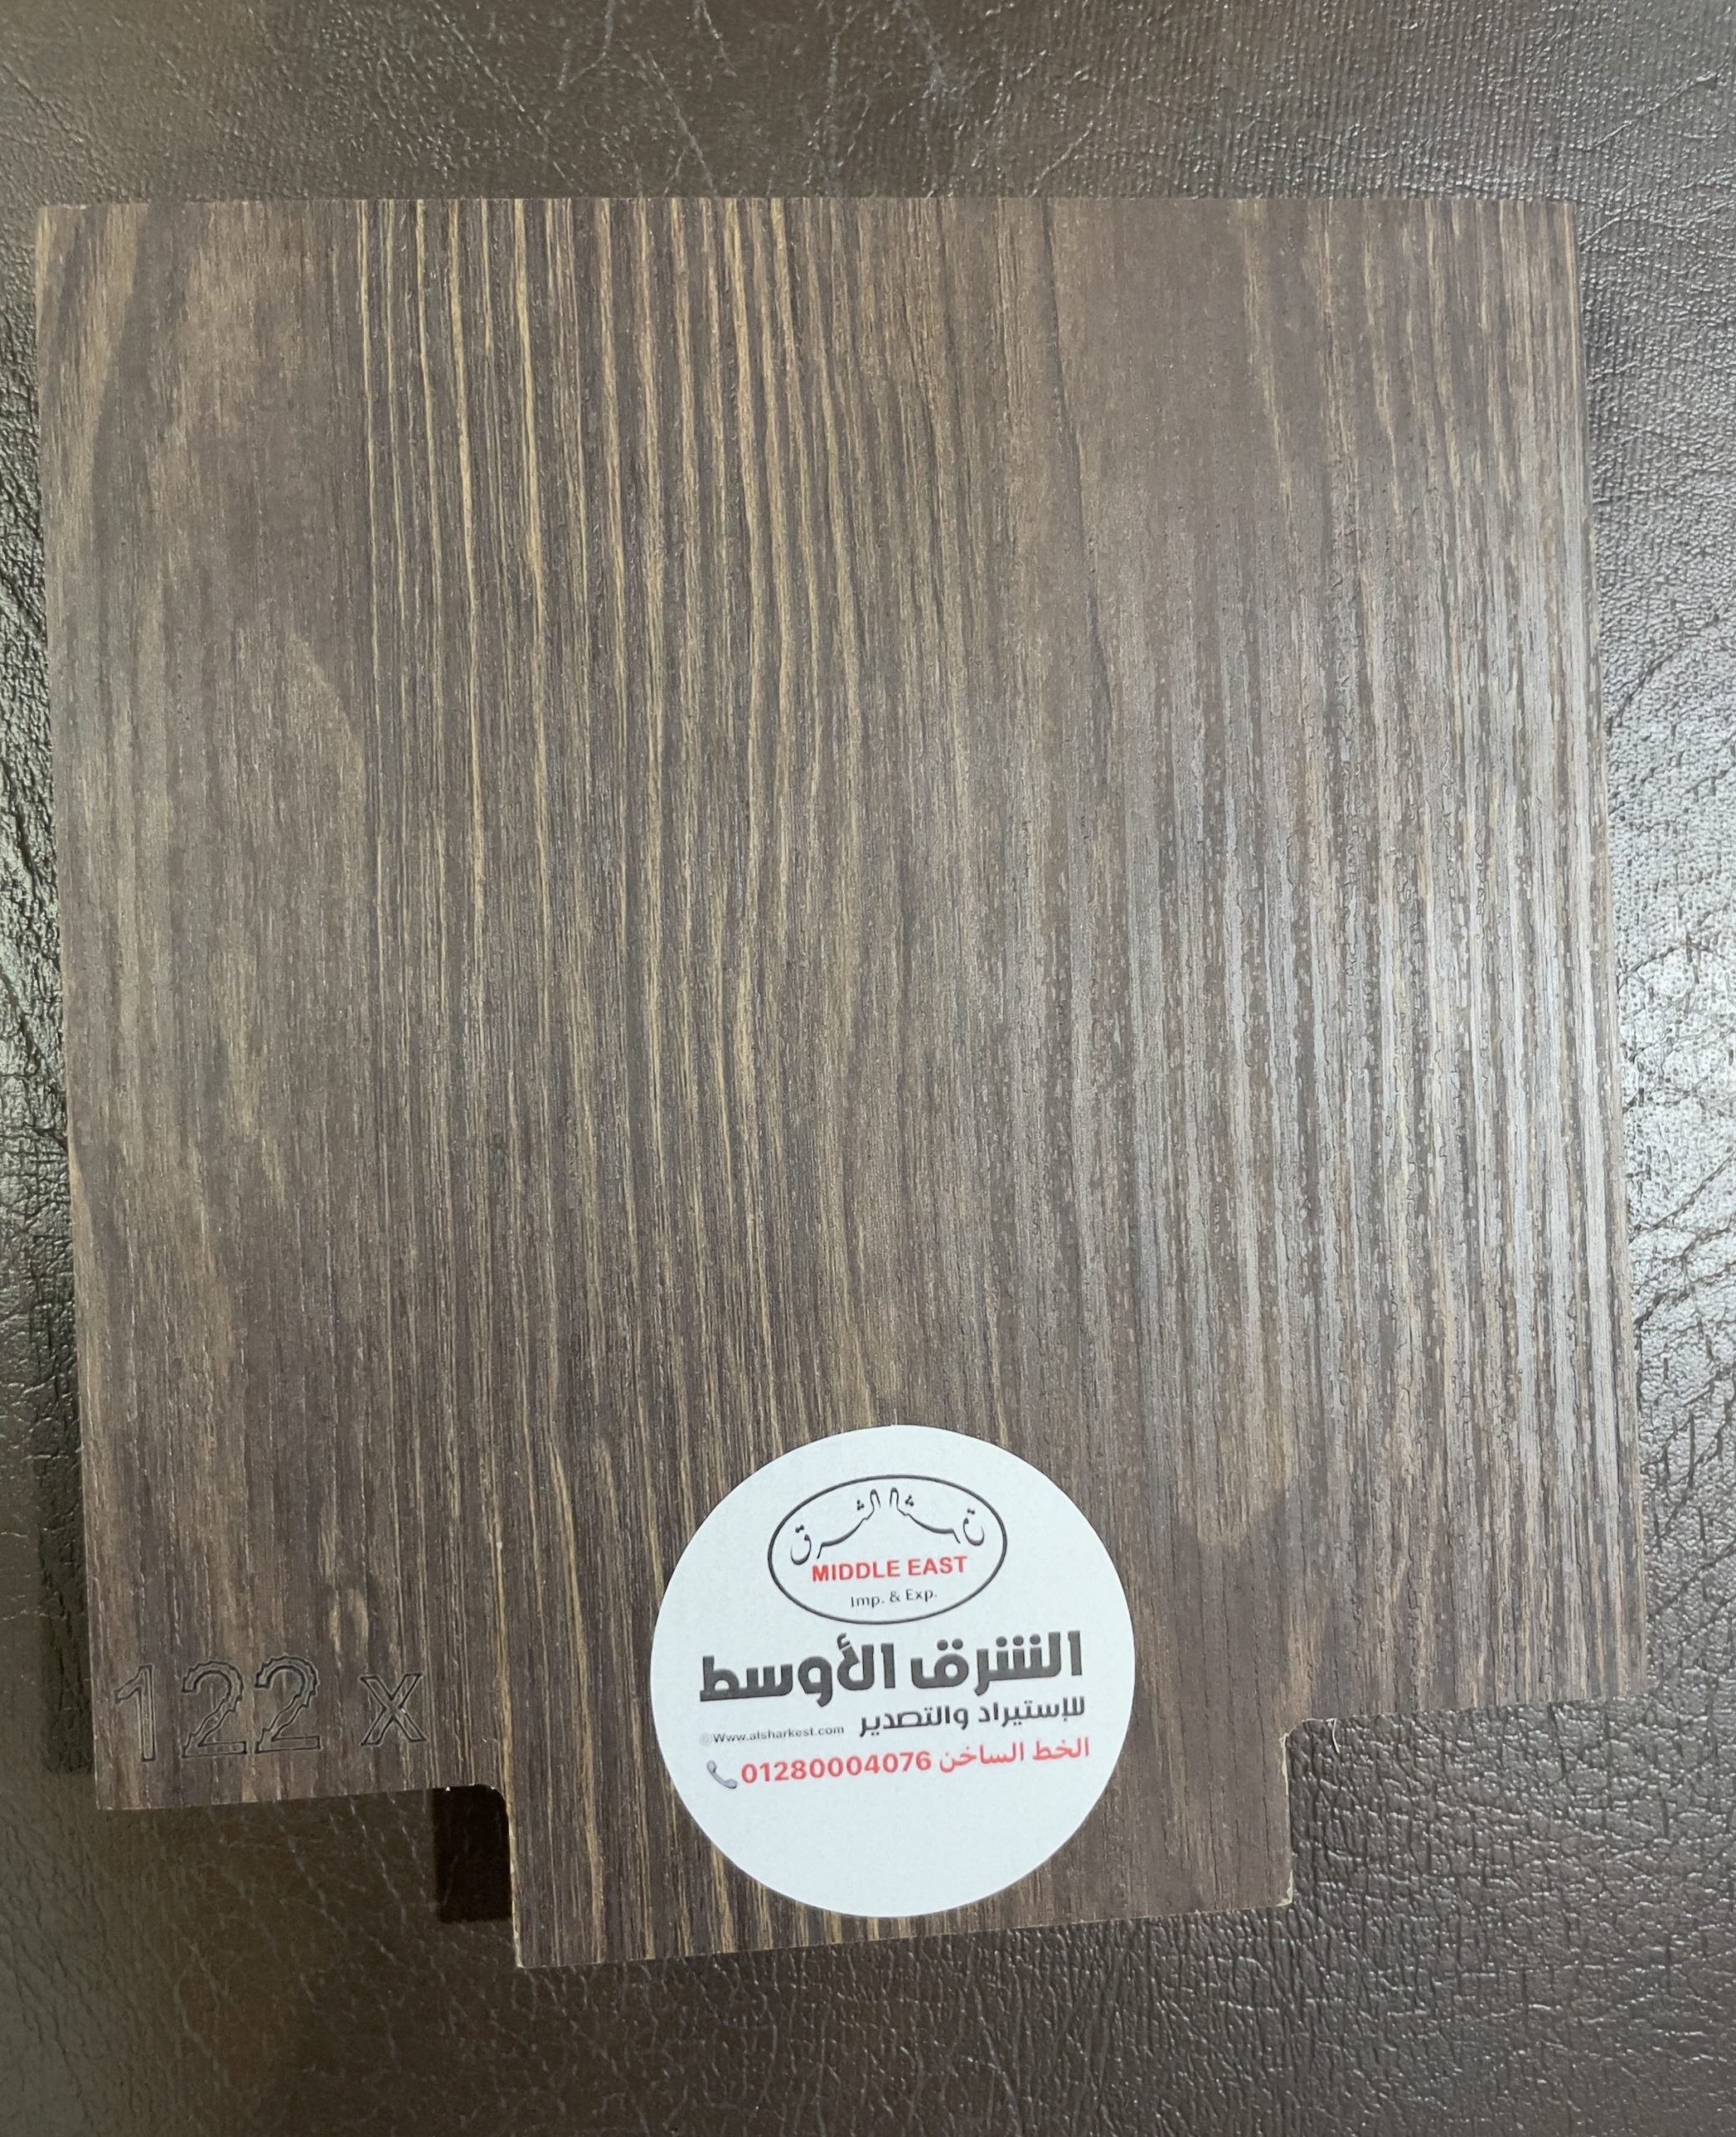 الشرق
MIDDLE EAST
Imp. & Exp.
الشرق الأوسط
للإستيراد والتصدير
Www.alsharkest.com
الخط الساخن 01280004076
122 x